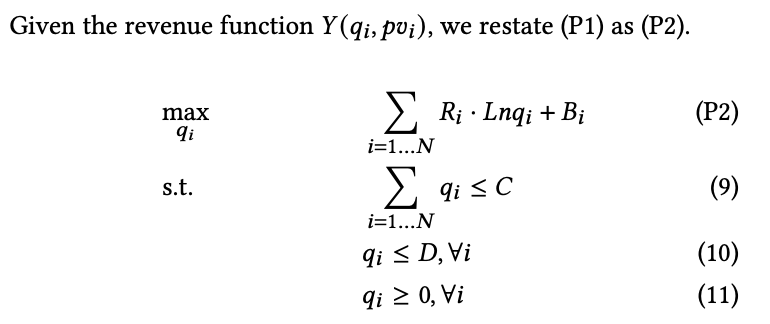 Given the revenue function Y(qᵢ, pvᵢ), we restate (P1) as (P2).
max ∑ Rᵢ · Lnqᵢ + Bᵢ (P2)
qᵢ i=1...N
s.t. ∑ qᵢ ≤ C (9)
i=1...N
qᵢ ≤ D, ∀i (10)
qᵢ ≥ 0, ∀i (11)